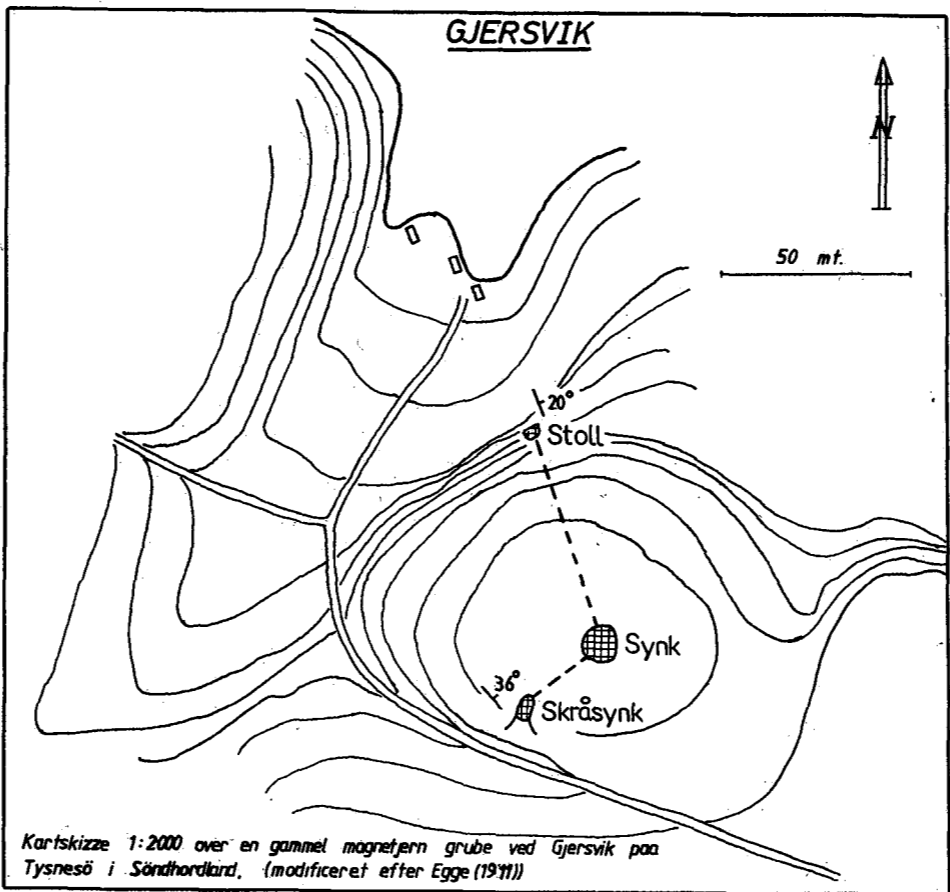 GJERSVIK
N
50 mt.
20°
Stoll
Synk
36°
Skråsynk
Kartskizze 1:2000 over en gammel magnetjern grube ved Gjersvik paa
Tysnesö i Söndhordland, (modificeret efter Egge (1911))